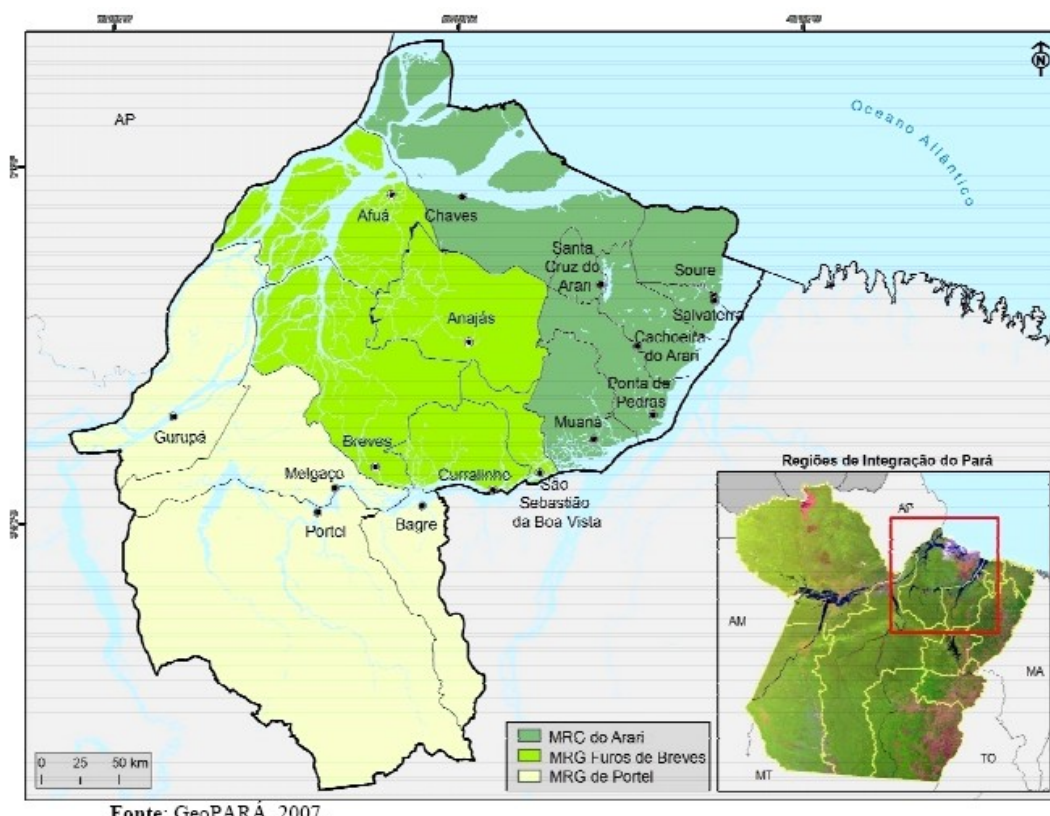 N
AP
Oceano Atlântico
Afuá
Chaves
Santa
Cruz do
Arari
Soure
Salvaterra
Anajás
Cachoeira
do Arari
Ponta de
Pedras
Muaná
Gurupá
Breves
Melgaço
Curralinho
São
Sebastião
da Boa Vista
Portel
Bagre
Regiões de Integração do Pará
AP
AM
MA
MT
TO
MRC do Arari
MRG Furos de Breves
MRG de Portel
0 25 50 km
Fonte: GeoPARÁ, 2007